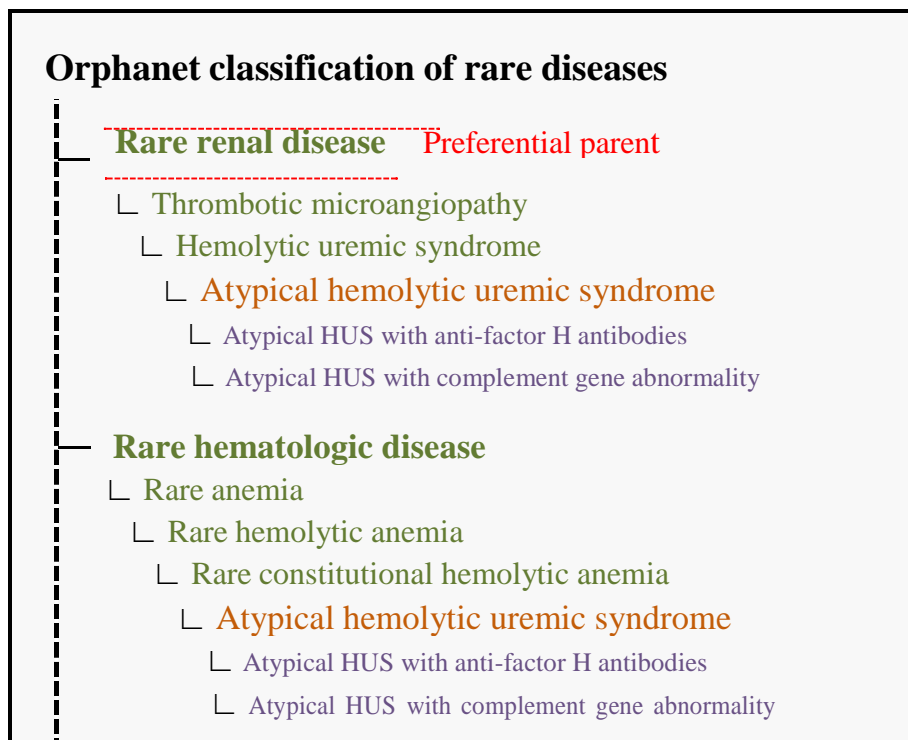 Orphanet classification of rare diseases
Rare renal disease Preferential parent
Thrombotic microangiopathy
Hemolytic uremic syndrome
Atypical hemolytic uremic syndrome
Atypical HUS with anti-factor H antibodies
Atypical HUS with complement gene abnormality
Rare hematologic disease
Rare anemia
Rare hemolytic anemia
Rare constitutional hemolytic anemia
Atypical hemolytic uremic syndrome
Atypical HUS with anti-factor H antibodies
Atypical HUS with complement gene abnormality